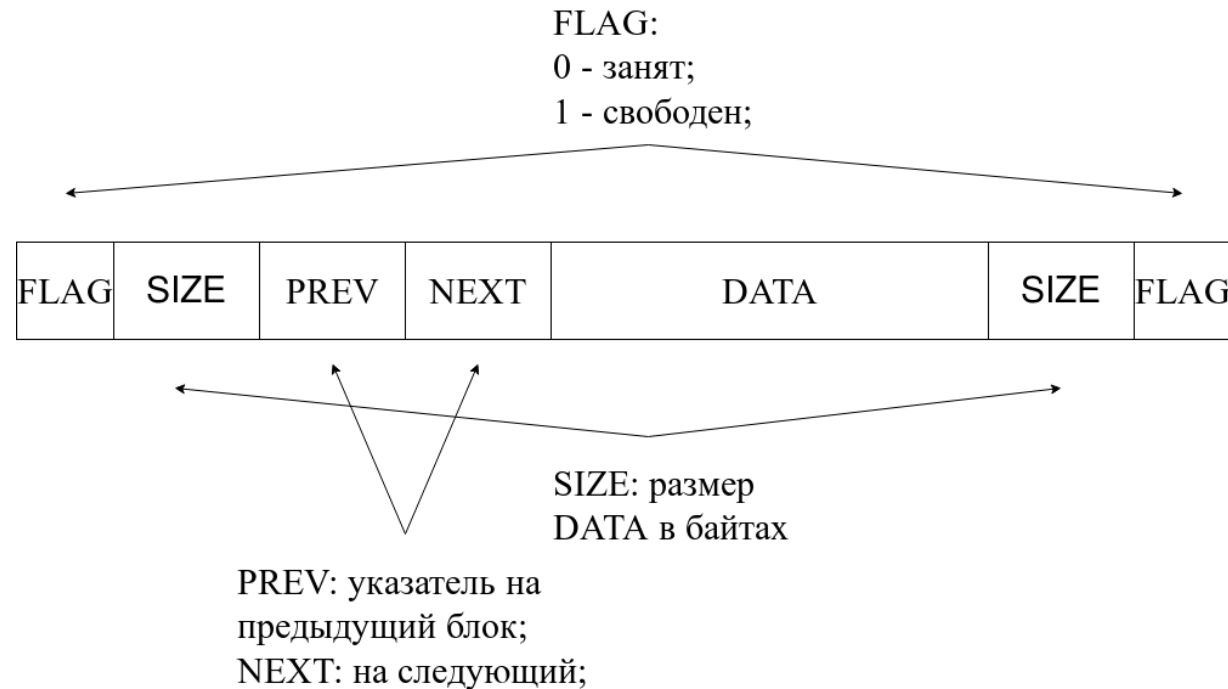 FLAG:
0 - занят;
1 - свободен;
FLAG SIZE PREV NEXT DATA SIZE FLAG
SIZE: размер
DATA в байтах
PREV: указатель на
предыдущий блок;
NEXT: на следующий;